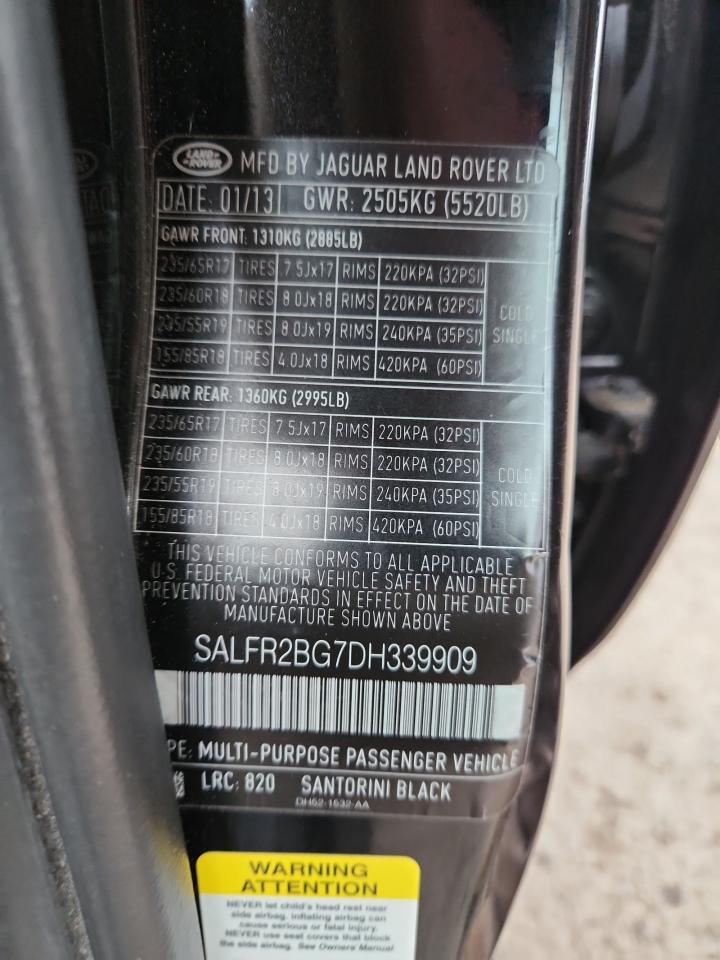 LAND ROVER MFD BY JAGUAR LAND ROVER LTD
DATE: 01/13 GWR: 2505KG (5520LB)
GAWR FRONT: 1310KG (2885LB)
235/65R17 TIRES 7.5Jx17 RIMS 220KPA (32PSI)
235/60R18 TIRES 8.0Jx18 RIMS 220KPA (32PSI)
235/55R19 TIRES 8.0Jx19 RIMS 240KPA (35PSI)
155/85R18 TIRES 4.0Jx18 RIMS 420KPA (60PSI)
COLD
SINGLE
GAWR REAR: 1360KG (2995LB)
235/65R17 TIRES 7.5Jx17 RIMS 220KPA (32PSI)
235/60R18 TIRES 8.0Jx18 RIMS 220KPA (32PSI)
235/55R19 TIRES 8.0Jx19 RIMS 240KPA (35PSI)
155/85R18 TIRES 4.0Jx18 RIMS 420KPA (60PSI)
COLD
SINGLE
THIS VEHICLE CONFORMS TO ALL APPLICABLE
U.S. FEDERAL MOTOR VEHICLE SAFETY AND THEFT
PREVENTION STANDARDS IN EFFECT ON THE DATE OF
MANUFACTURE SHOWN ABOVE
SALFR2BG7DH339909
PE: MULTI-PURPOSE PASSENGER VEHICLE
LRC: 820 SANTORINI BLACK
DH52-1532-AA
WARNING
ATTENTION
NEVER let child's head rest near
side airbag. inflating airbag can
cause serious or fatal injury.
NEVER use seat covers that block
the side airbag. See Owners Manual